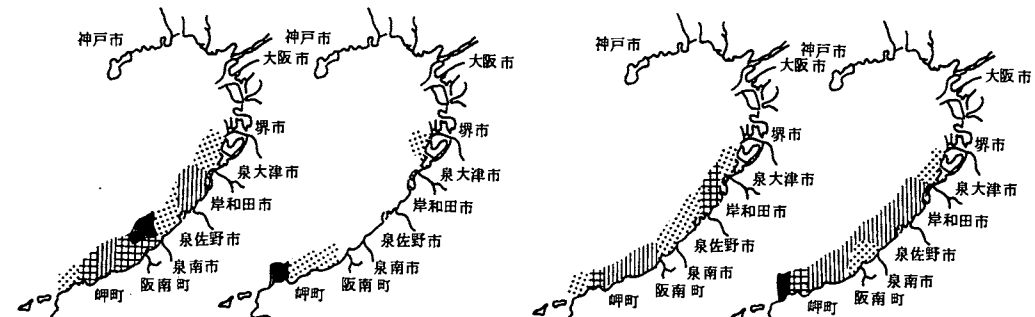 神戸市
大阪市
堺市
泉大津市
岸和田市
泉佐野市
泉南市
阪南町
岬町
神戸市
大阪市
堺市
泉大津市
岸和田市
泉佐野市
泉南市
阪南町
岬町
神戸市
大阪市
堺市
泉大津市
岸和田市
泉佐野市
泉南市
阪南町
岬町
神戸市
大阪市
堺市
泉大津市
岸和田市
泉佐野市
泉南市
阪南町
岬町